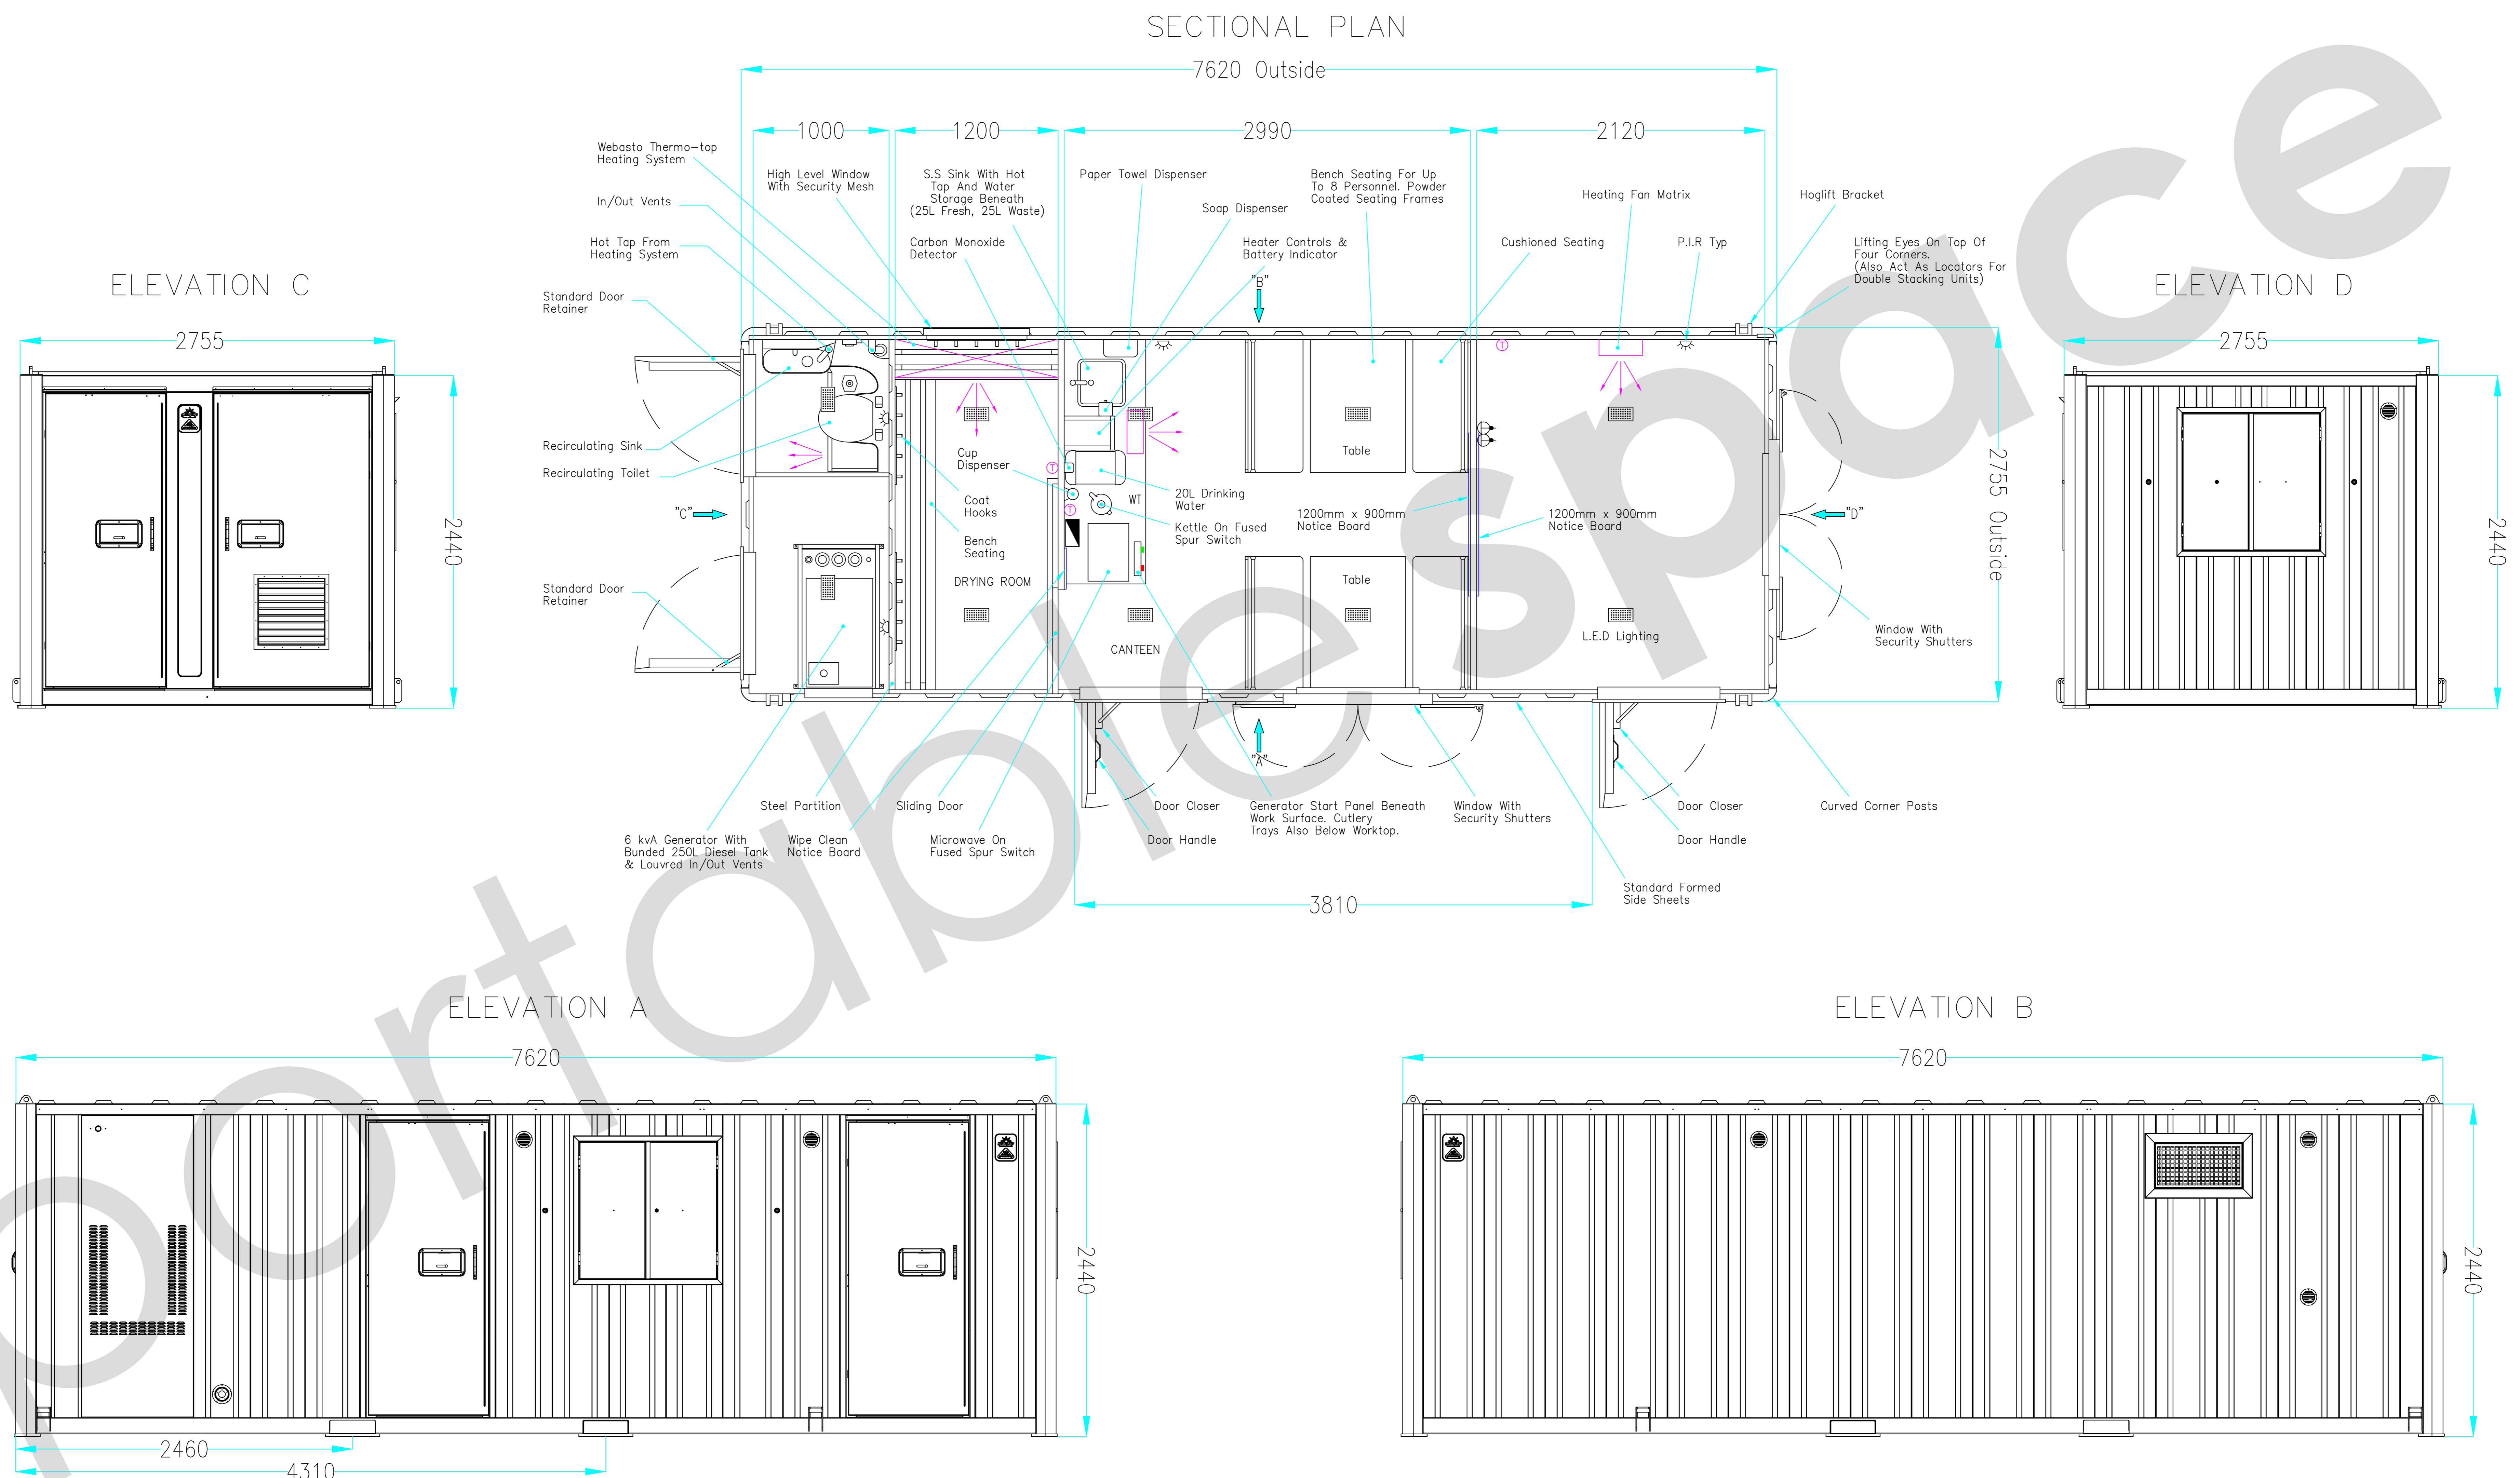 SECTIONAL PLAN
7620 Outside
1000
1200
2990
2120
Webasto Thermo-top
Heating System
In/Out Vents
Hot Tap From
Heating System
High Level Window
With Security Mesh
S.S Sink With Hot
Tap And Water
Storage Beneath
(25L Fresh, 25L Waste)
Carbon Monoxide
Detector
Paper Towel Dispenser
Soap Dispenser
Heater Controls &
Battery Indicator
Bench Seating For Up
To 8 Personnel. Powder
Coated Seating Frames
Cushioned Seating
Heating Fan Matrix
P.I.R Typ
Hoglift Bracket
Lifting Eyes On Top Of
Four Corners.
(Also Act As Locators For
Double Stacking Units)
ELEVATION C
2755
2440
ELEVATION D
2755
2440
Standard Door
Retainer
"B"
Recirculating Sink
Recirculating Toilet
"C"
Standard Door
Retainer
Cup
Dispenser
Coat
Hooks
Bench
Seating
DRYING ROOM
T
T
T
WT
20L Drinking
Water
Kettle On Fused
Spur Switch
Table
1200mm x 900mm
Notice Board
1200mm x 900mm
Notice Board
Table
CANTEEN
L.E.D Lighting
"D"
2755 Outside
Window With
Security Shutters
"A"
Steel Partition
Sliding Door
Door Closer
Generator Start Panel Beneath
Work Surface. Cutlery
Trays Also Below Worktop.
Window With
Security Shutters
Door Closer
Curved Corner Posts
6 kvA Generator With
Bunded 250L Diesel Tank
& Louvred In/Out Vents
Wipe Clean
Notice Board
Microwave On
Fused Spur Switch
Door Handle
Door Handle
Standard Formed
Side Sheets
3810
ELEVATION A
7620
2440
2460
4310
ELEVATION B
7620
2440
portable space